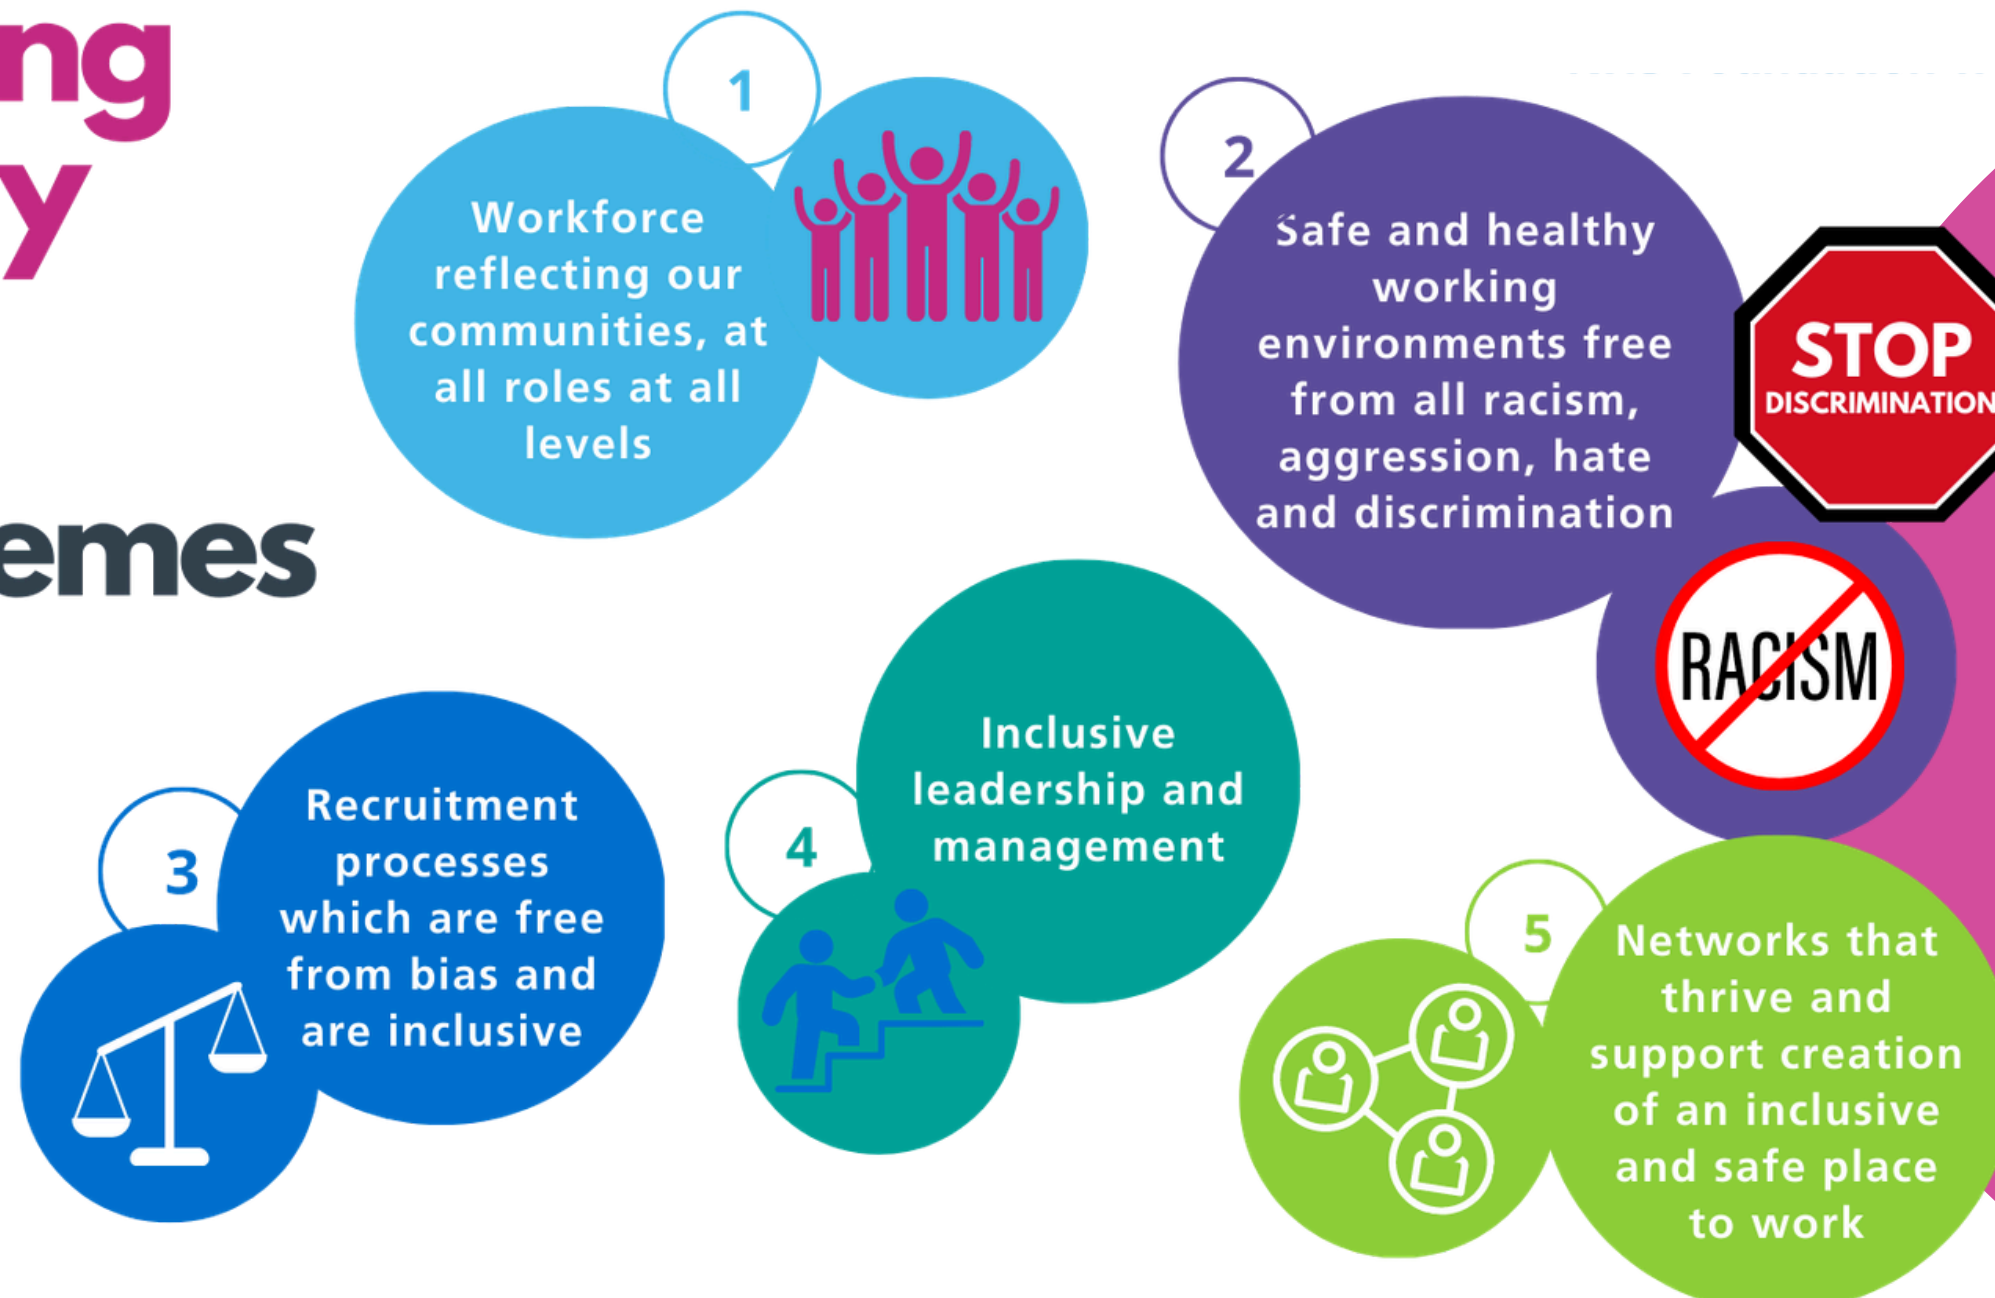 ng
y
emes
1
Workforce
reflecting our
communities, at
all roles at all
levels
2
Safe and healthy
working
environments free
from all racism,
aggression, hate
and discrimination
STOP
DISCRIMINATION
RACISM
3
Recruitment
processes
which are free
from bias and
are inclusive
4
Inclusive
leadership and
management
5
Networks that
thrive and
support creation
of an inclusive
and safe place
to work